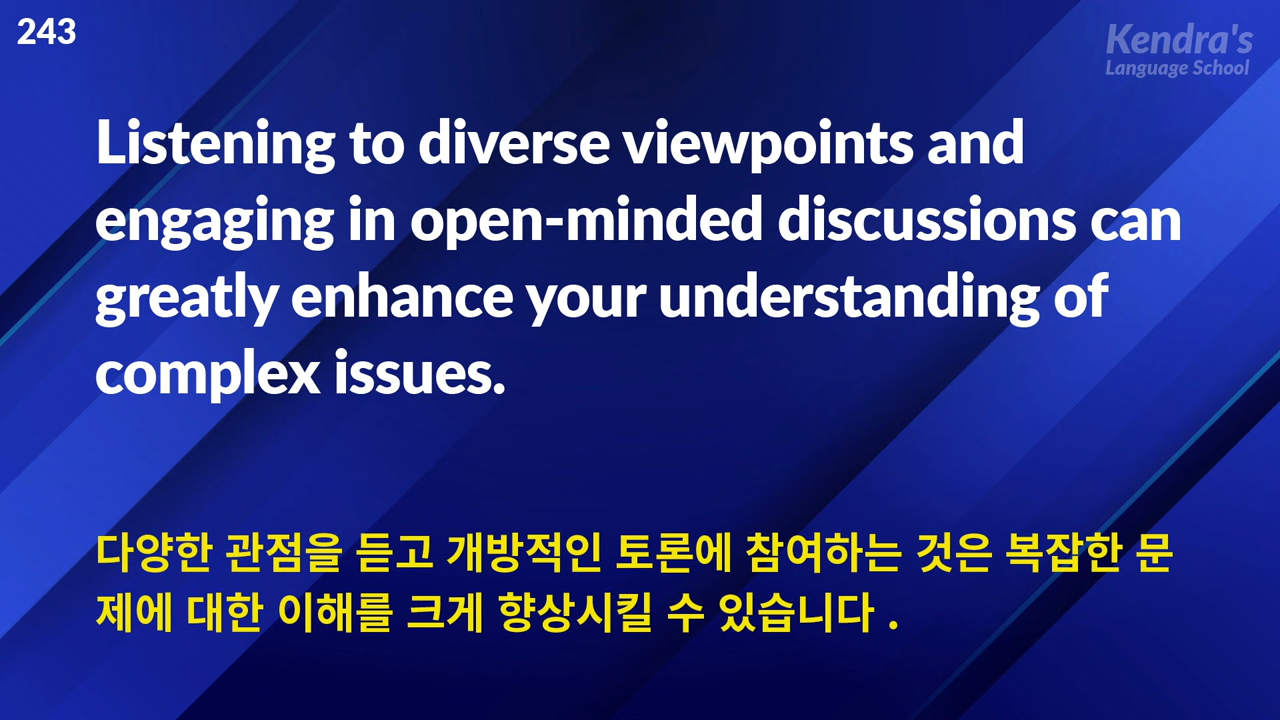 243
Kendra's
Language School
Listening to diverse viewpoints and
engaging in open-minded discussions can
greatly enhance your understanding of
complex issues.
다양한 관점을 듣고 개방적인 토론에 참여하는 것은 복잡한 문
제에 대한 이해를 크게 향상시킬 수 있습니다 .